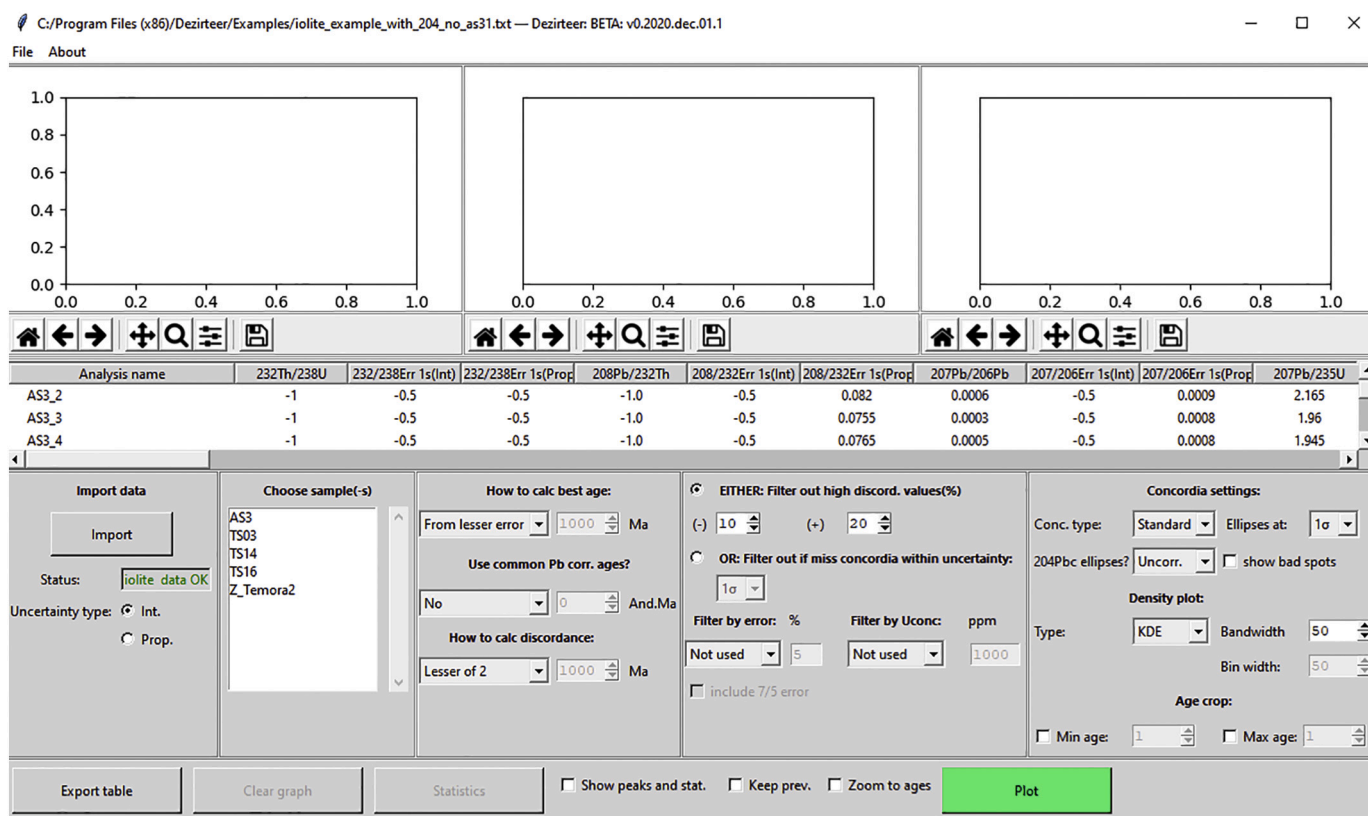 C:/Program Files (x86)/Dezirteer/Examples/iolite_example_with_204_no_as31.txt — Dezirteer: BETA: v0.2020.dec.01.1
File About
1.0
0.8
0.6
0.4
0.2
0.0
0.0 0.2 0.4 0.6 0.8 1.0
0.0 0.2 0.4 0.6 0.8 1.0
0.0 0.2 0.4 0.6 0.8 1.0
Analysis name 232Th/238U 232/238Err 1s(Int) 232/238Err 1s(Prop 208Pb/232Th 208/232Err 1s(Int) 208/232Err 1s(Prop 207Pb/206Pb 207/206Err 1s(Int) 207/206Err 1s(Prop 207Pb/235U
AS3_2 -1 -0.5 -0.5 -1.0 -0.5 0.082 0.0006 -0.5 0.0009 2.165
AS3_3 -1 -0.5 -0.5 -1.0 -0.5 0.0755 0.0003 -0.5 0.0008 1.96
AS3_4 -1 -0.5 -0.5 -1.0 -0.5 0.0765 0.0005 -0.5 0.0008 1.945
Import data
Import
Status: iolite data OK
Uncertainty type: Int.
Prop.
Choose sample(-s)
AS3
TS03
TS14
TS16
Z_Temora2
How to calc best age:
From lesser error 1000 Ma
Use common Pb corr. ages?
No 0 And.Ma
How to calc discordance:
Lesser of 2 1000 Ma
EITHER: Filter out high discord. values(%)
(-) 10 (+) 20
OR: Filter out if miss concordia within uncertainty:
1σ
Filter by error: % Filter by Uconc: ppm
Not used 5 Not used 1000
include 7/5 error
Concordia settings:
Conc. type: Standard Ellipses at: 1σ
204Pbc ellipses? Uncorr. show bad spots
Density plot:
Type: KDE Bandwidth 50
Bin width: 50
Age crop:
Min age: 1 Max age: 1
Export table Clear graph Statistics Show peaks and stat. Keep prev. Zoom to ages Plot